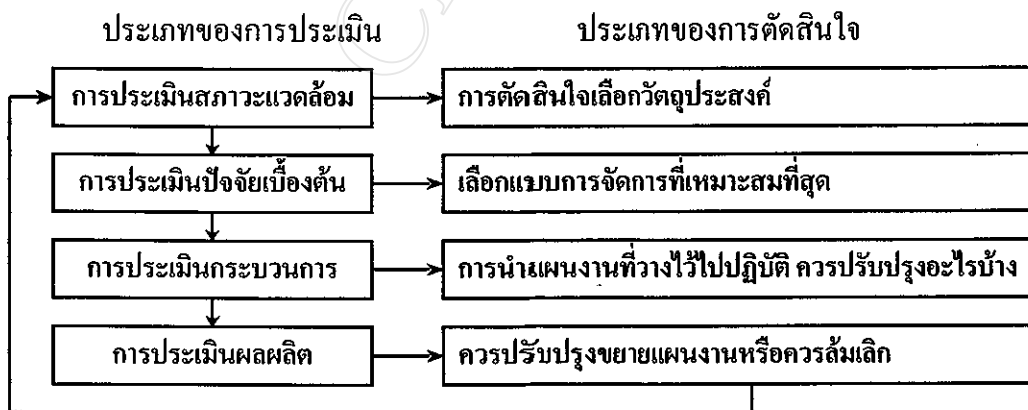 ประเภทของการประเมิน
ประเภทของการตัดสินใจ
การประเมินสภาวะแวดล้อม
การตัดสินใจเลือกวัตถุประสงค์
การประเมินปัจจัยเบื้องต้น
เลือกแบบการจัดการที่เหมาะสมที่สุด
การประเมินกระบวนการ
การนำแผนงานที่วางไว้ไปปฏิบัติ ควรปรับปรุงอะไรบ้าง
การประเมินผลผลิต
ควรปรับปรุงขยายแผนงานหรือควรล้มเลิก